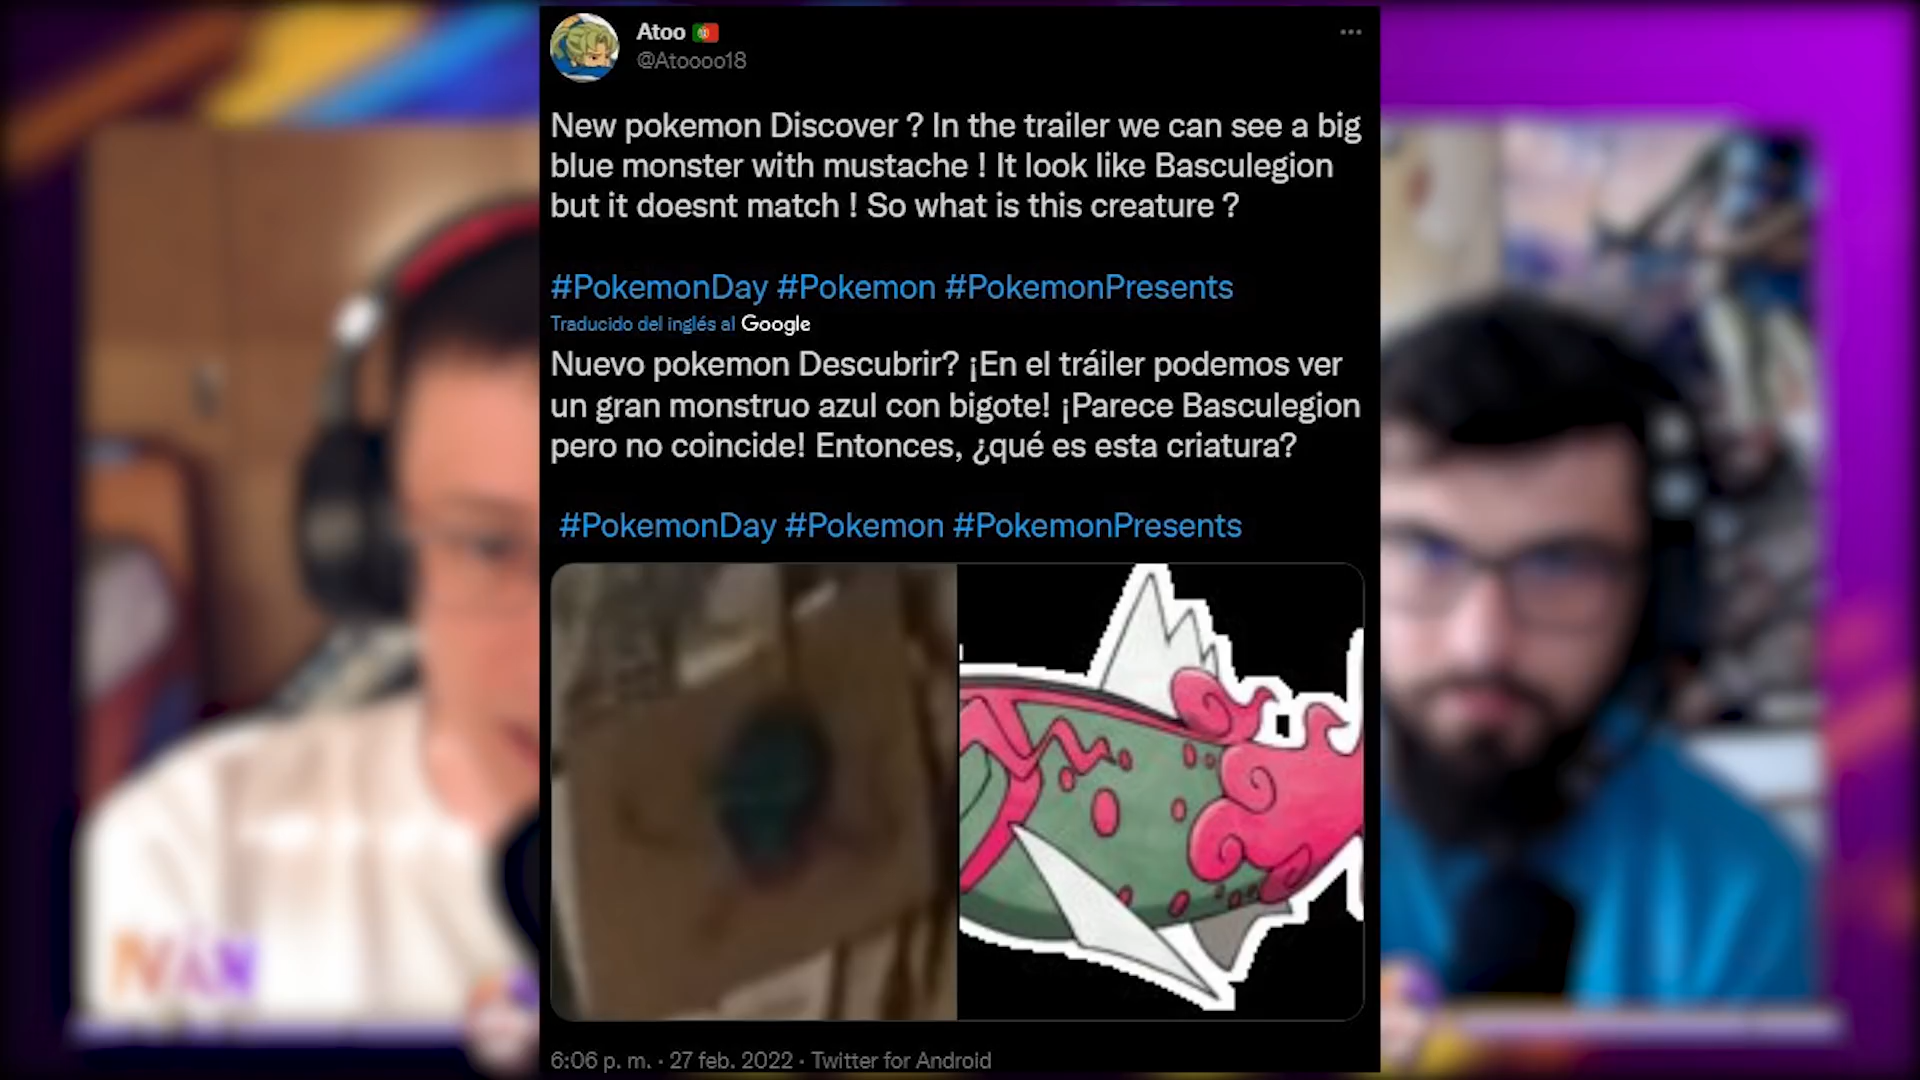 Atoo
@Atoooo18
New pokemon Discover ? In the trailer we can see a big
blue monster with mustache ! It look like Basculegion
but it doesnt match ! So what is this creature ?
#PokemonDay #Pokemon #PokemonPresents
Traducido del inglés al Google
Nuevo pokemon Descubrir? ¡En el tráiler podemos ver
un gran monstruo azul con bigote! ¡Parece Basculegion
pero no coincide! Entonces, ¿qué es esta criatura?
#PokemonDay #Pokemon #PokemonPresents
IVÁN
6:06 p. m. · 27 feb. 2022 · Twitter for Android